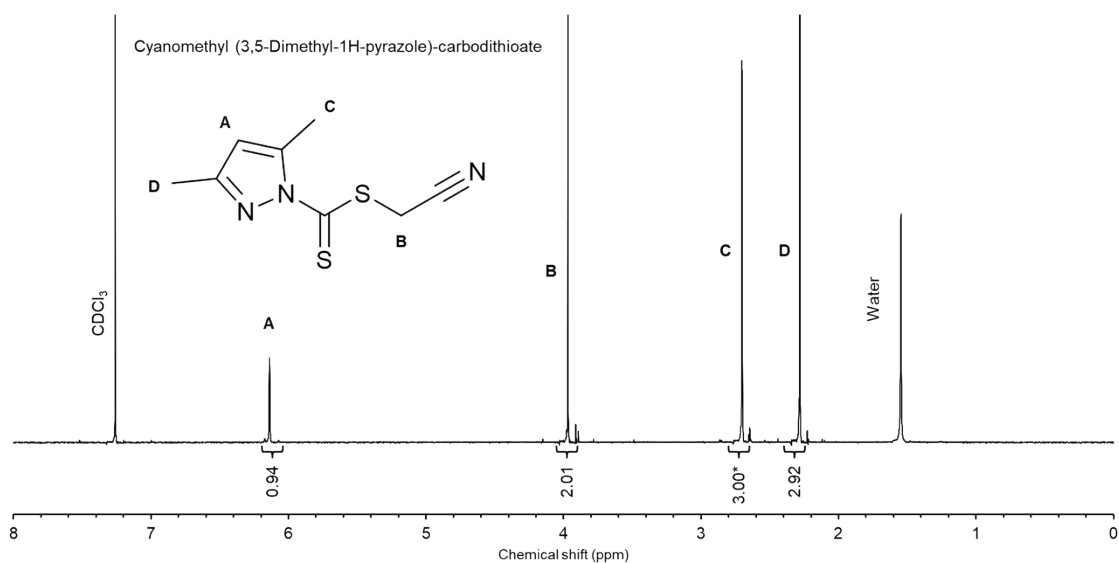 Cyanomethyl (3,5-Dimethyl-1H-pyrazole)-carbodithioate
C
A
D
N
N
S
N
B
S
CDCl₃
A
B
C
D
Water
0.94
2.01
3.00*
2.92
8 7 6 5 4 3 2 1 0
Chemical shift (ppm)